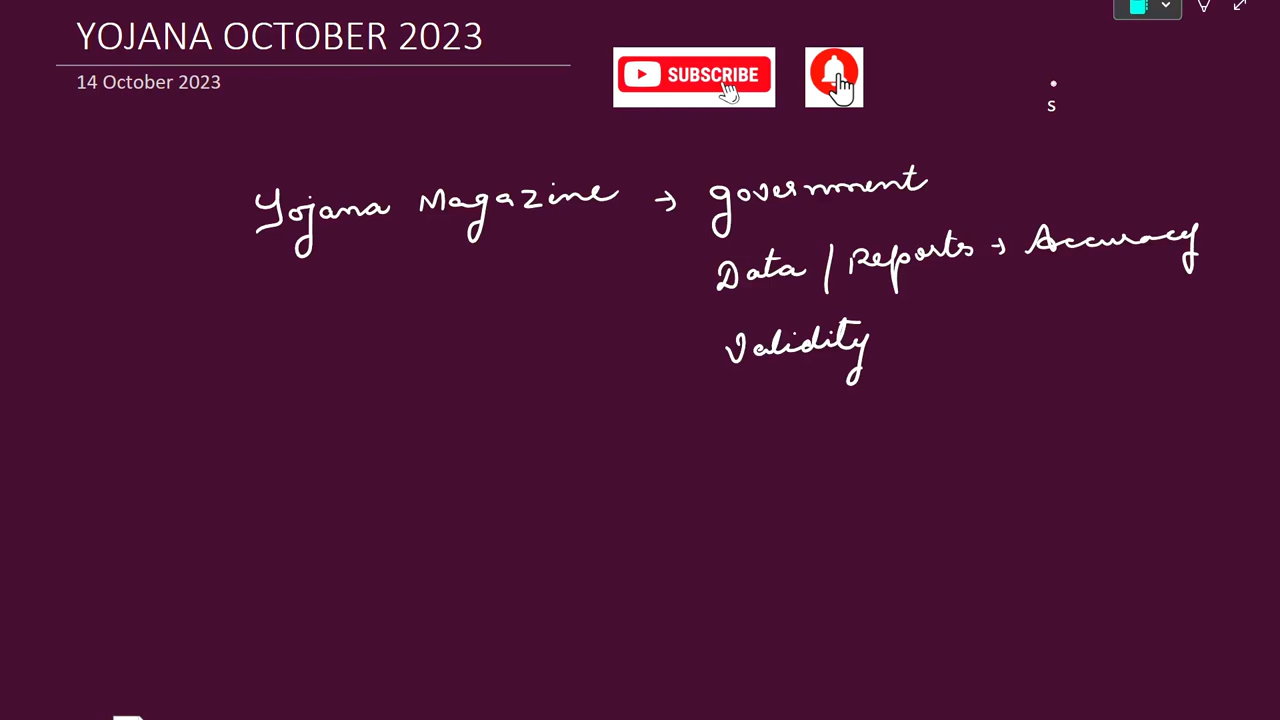 YOJANA OCTOBER 2023
14 October 2023
SUBSCRIBE
s
Yojana Magazine → government
Data / Reports → Accuracy
Validity